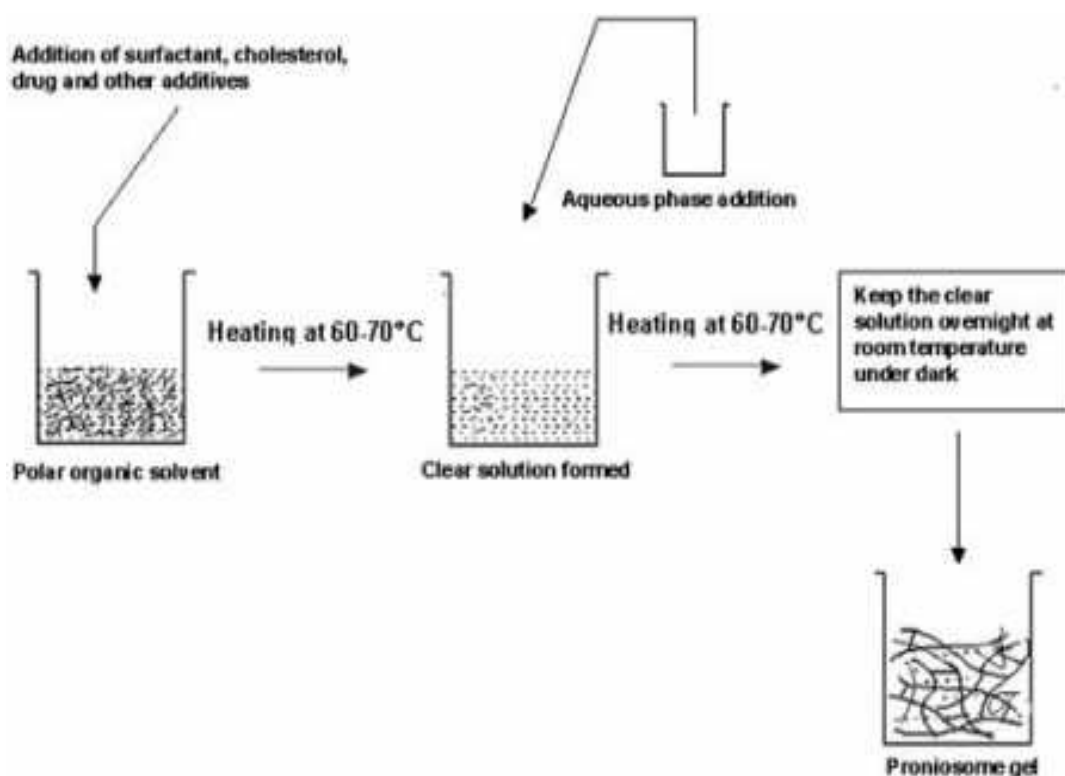 Addition of surfactant, cholesterol,
drug and other additives
Aqueous phase addition
Heating at 60-70°C
Heating at 60-70°C
Keep the clear
solution overnight at
room temperature
under dark
Polar organic solvent
Clear solution formed
Proniosome gel